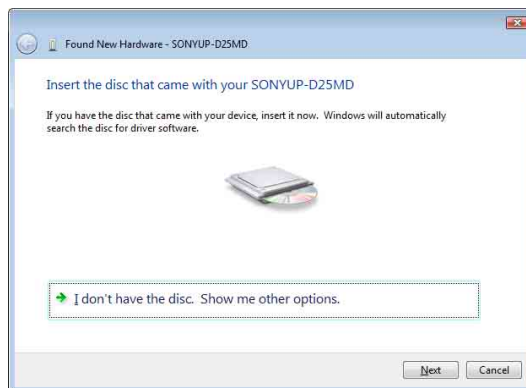 Found New Hardware - SONYUP-D25MD
Insert the disc that came with your SONYUP-D25MD
If you have the disc that came with your device, insert it now. Windows will automatically
search the disc for driver software.
I don't have the disc. Show me other options.
Next Cancel